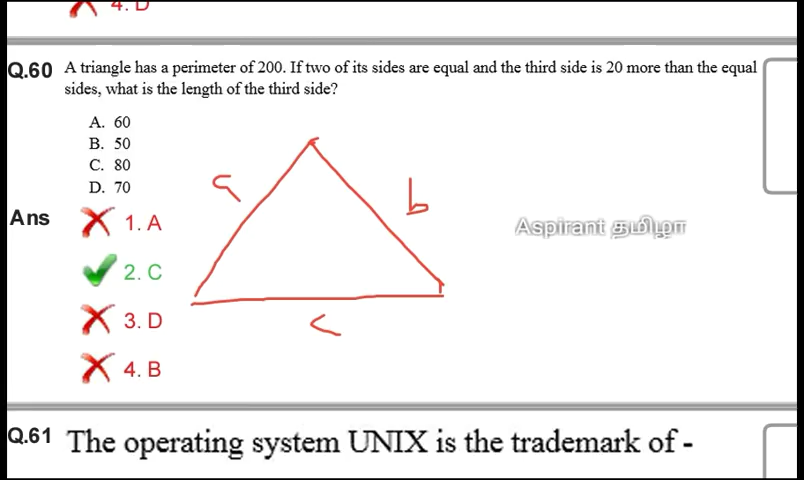 4. D
Q.60 A triangle has a perimeter of 200. If two of its sides are equal and the third side is 20 more than the equal
sides, what is the length of the third side?
A. 60
B. 50
C. 80
D. 70
Ans
1. A
2. C
3. D
4. B
a
b
c
Aspirant தமிழா
Q.61 The operating system UNIX is the trademark of -